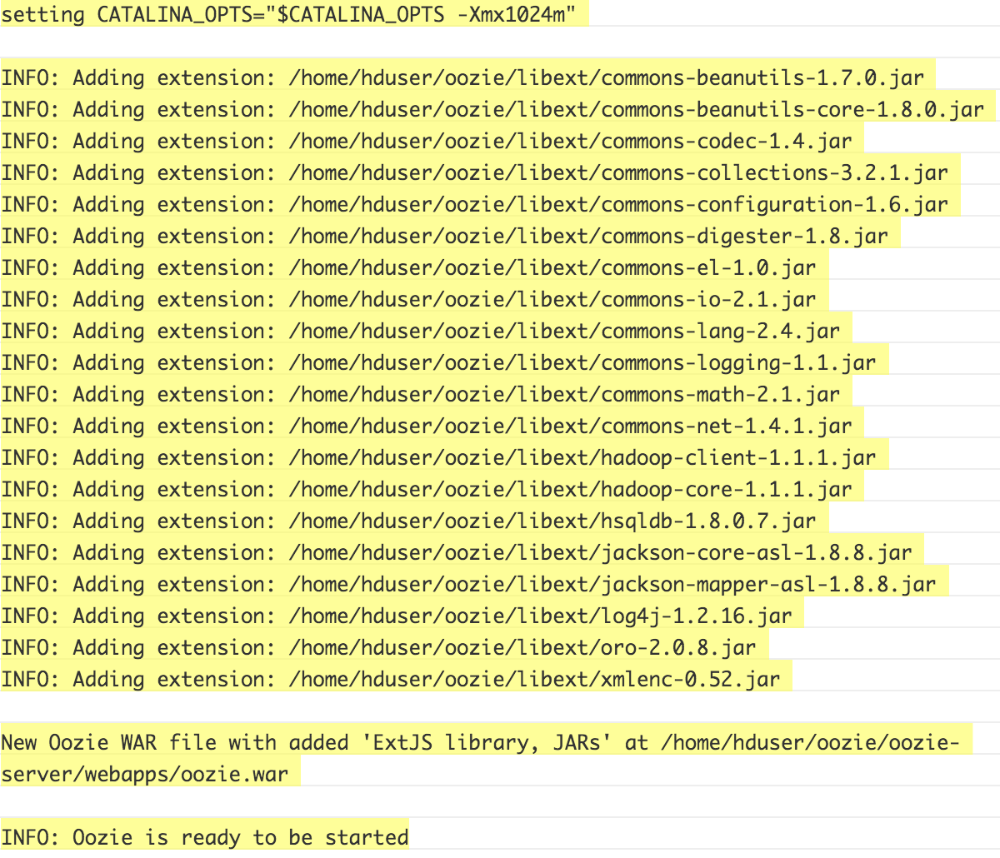 setting CATALINA_OPTS="$CATALINA_OPTS -Xmx1024m"
INFO: Adding extension: /home/hduser/oozie/libext/commons-beanutils-1.7.0.jar
INFO: Adding extension: /home/hduser/oozie/libext/commons-beanutils-core-1.8.0.jar
INFO: Adding extension: /home/hduser/oozie/libext/commons-codec-1.4.jar
INFO: Adding extension: /home/hduser/oozie/libext/commons-collections-3.2.1.jar
INFO: Adding extension: /home/hduser/oozie/libext/commons-configuration-1.6.jar
INFO: Adding extension: /home/hduser/oozie/libext/commons-digester-1.8.jar
INFO: Adding extension: /home/hduser/oozie/libext/commons-el-1.0.jar
INFO: Adding extension: /home/hduser/oozie/libext/commons-io-2.1.jar
INFO: Adding extension: /home/hduser/oozie/libext/commons-lang-2.4.jar
INFO: Adding extension: /home/hduser/oozie/libext/commons-logging-1.1.jar
INFO: Adding extension: /home/hduser/oozie/libext/commons-math-2.1.jar
INFO: Adding extension: /home/hduser/oozie/libext/commons-net-1.4.1.jar
INFO: Adding extension: /home/hduser/oozie/libext/hadoop-client-1.1.1.jar
INFO: Adding extension: /home/hduser/oozie/libext/hadoop-core-1.1.1.jar
INFO: Adding extension: /home/hduser/oozie/libext/hsqldb-1.8.0.7.jar
INFO: Adding extension: /home/hduser/oozie/libext/jackson-core-asl-1.8.8.jar
INFO: Adding extension: /home/hduser/oozie/libext/jackson-mapper-asl-1.8.8.jar
INFO: Adding extension: /home/hduser/oozie/libext/log4j-1.2.16.jar
INFO: Adding extension: /home/hduser/oozie/libext/oro-2.0.8.jar
INFO: Adding extension: /home/hduser/oozie/libext/xmlenc-0.52.jar
New Oozie WAR file with added 'ExtJS library, JARs' at /home/hduser/oozie/oozie-
server/webapps/oozie.war
INFO: Oozie is ready to be started